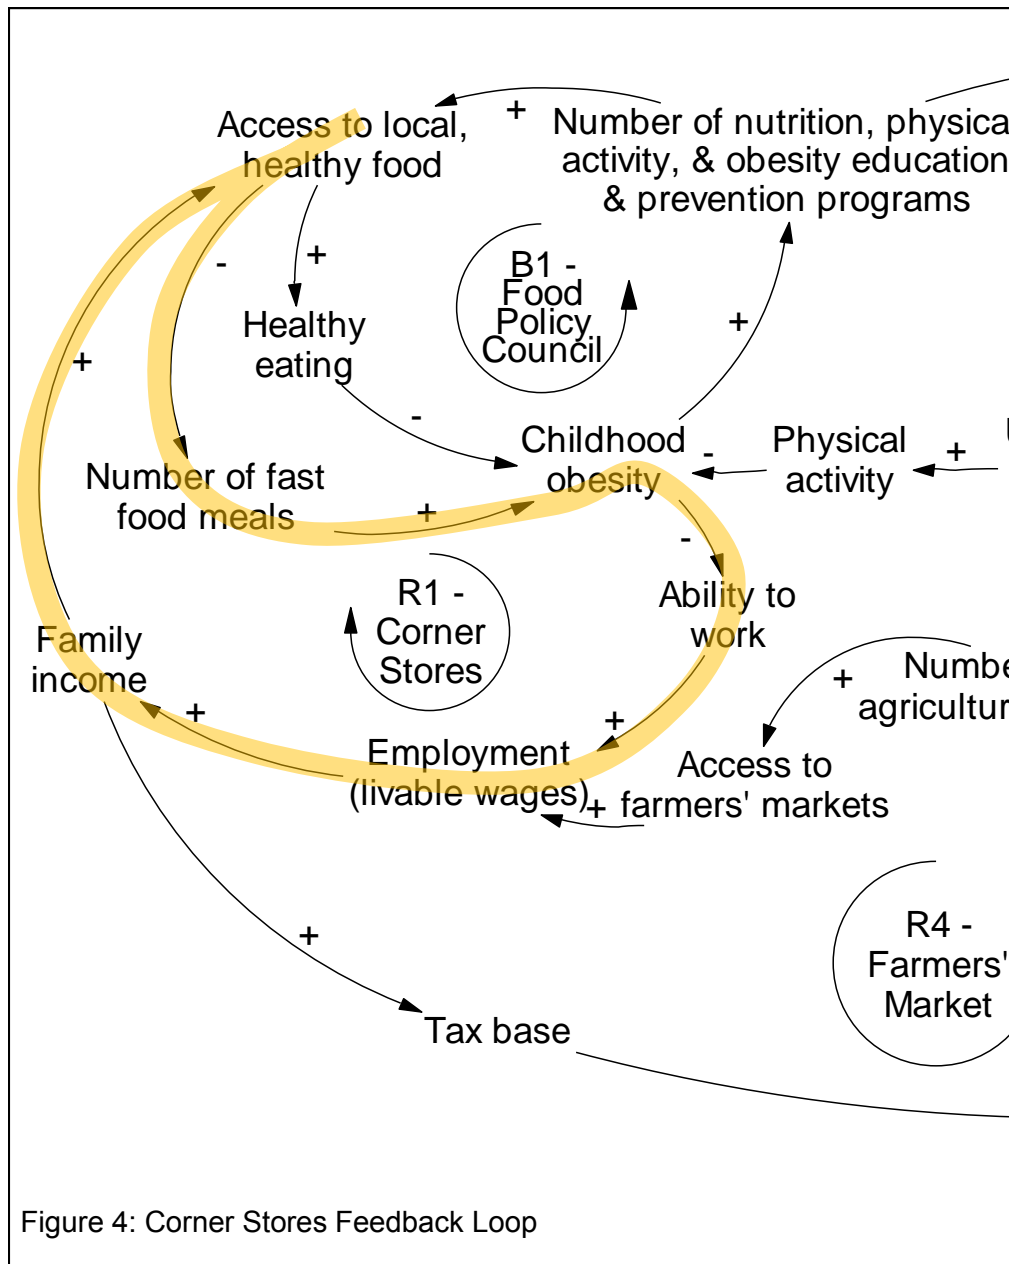 Access to local,
healthy food
+
Number of nutrition, physica
activity, & obesity education
& prevention programs
-
+
B1 -
Food
Policy
Council
Healthy
eating
+
+
-
Childhood
obesity
-
Physical
activity
+
Number of fast
food meals
+
-
R1 -
Corner
Stores
Ability to
work
Family
income
+
Numbe
agricultur
+
+
Employment
(livable wages)
+
Access to
farmers' markets
+
R4 -
Farmers'
Market
Tax base
Figure 4: Corner Stores Feedback Loop